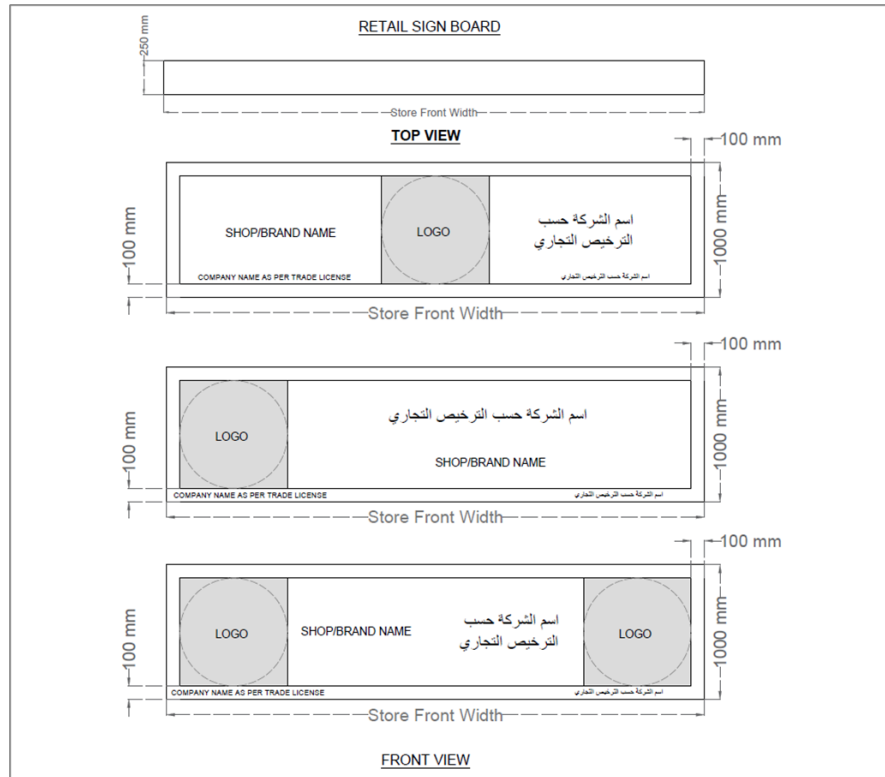 RETAIL SIGN BOARD
250 mm
Store Front Width
TOP VIEW
100 mm
SHOP/BRAND NAME
LOGO
اسم الشركة حسب
الترخيص التجاري
100 mm
1000 mm
COMPANY NAME AS PER TRADE LICENSE
اسم الشركة حسب الترخيص التجاري
Store Front Width
100 mm
LOGO
اسم الشركة حسب الترخيص التجاري
SHOP/BRAND NAME
100 mm
1000 mm
COMPANY NAME AS PER TRADE LICENSE
اسم الشركة حسب الترخيص التجاري
Store Front Width
100 mm
LOGO
SHOP/BRAND NAME
اسم الشركة حسب
الترخيص التجاري
LOGO
100 mm
1000 mm
COMPANY NAME AS PER TRADE LICENSE
اسم الشركة حسب الترخيص التجاري
Store Front Width
FRONT VIEW